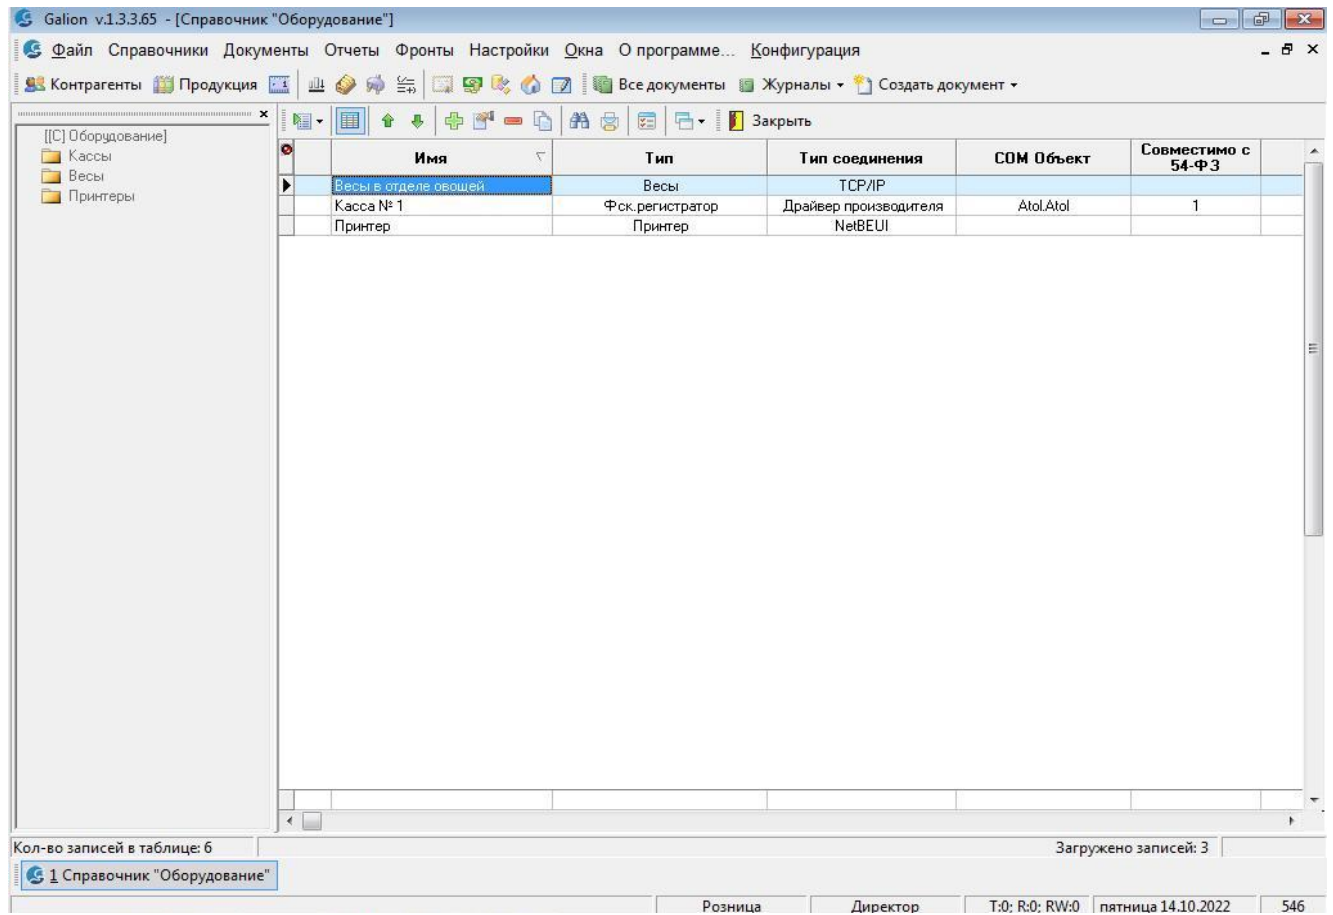 Galion v.1.3.3.65 - [Справочник "Оборудование"]
Файл Справочники Документы Отчеты Фронты Настройки Окна О программе... Конфигурация
Контрагенты Продукция Все документы Журналы Создать документ
Закрыть
[[С] Оборудование]
Кассы
Весы
Принтеры
Имя Тип Тип соединения COM Объект Совместимо с 54-ФЗ
Весы в отделе овощей Весы TCP/IP
Касса № 1 Фск.регистратор Драйвер производителя Atol.Atol 1
Принтер Принтер NetBEUI
Кол-во записей в таблице: 6 Загружено записей: 3
1 Справочник "Оборудование"
Розница Директор T:0; R:0; RW:0 пятница 14.10.2022 546